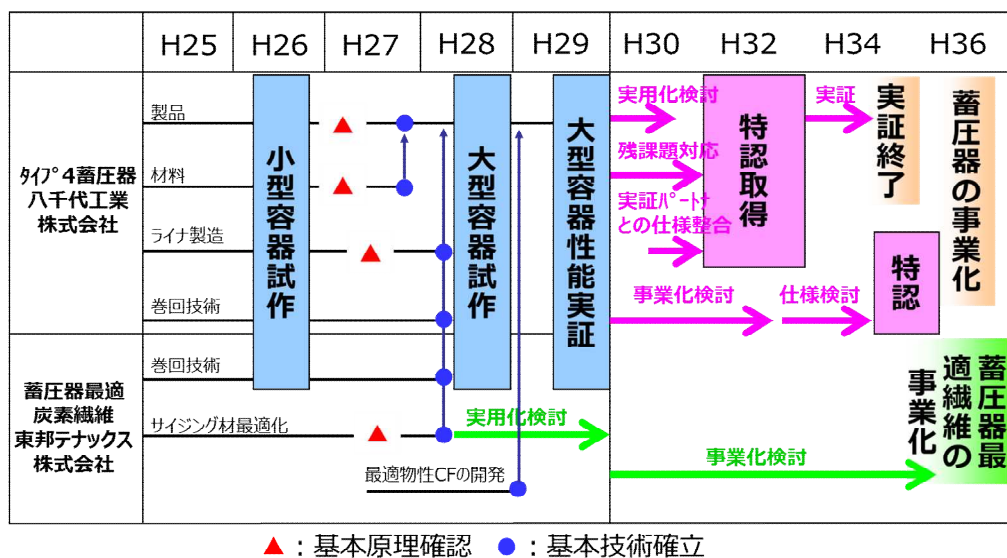 H25 H26 H27 H28 H29 H30 H32 H34 H36
タイプ4蓄圧器
八千代工業
株式会社
製品
材料
ライナ製造
巻回技術
小型容器試作
大型容器試作
大型容器性能実証
実用化検討
残課題対応
実証パートナ
との仕様整合
特認取得
実証
実証終了
蓄圧器の事業化
事業化検討
仕様検討
特認
蓄圧器最適
炭素繊維
東邦テナックス
株式会社
巻回技術
サイジング材最適化
最適物性CFの開発
実用化検討
事業化検討
蓄圧器最
適繊維の
事業化
▲:基本原理確認 ●:基本技術確立